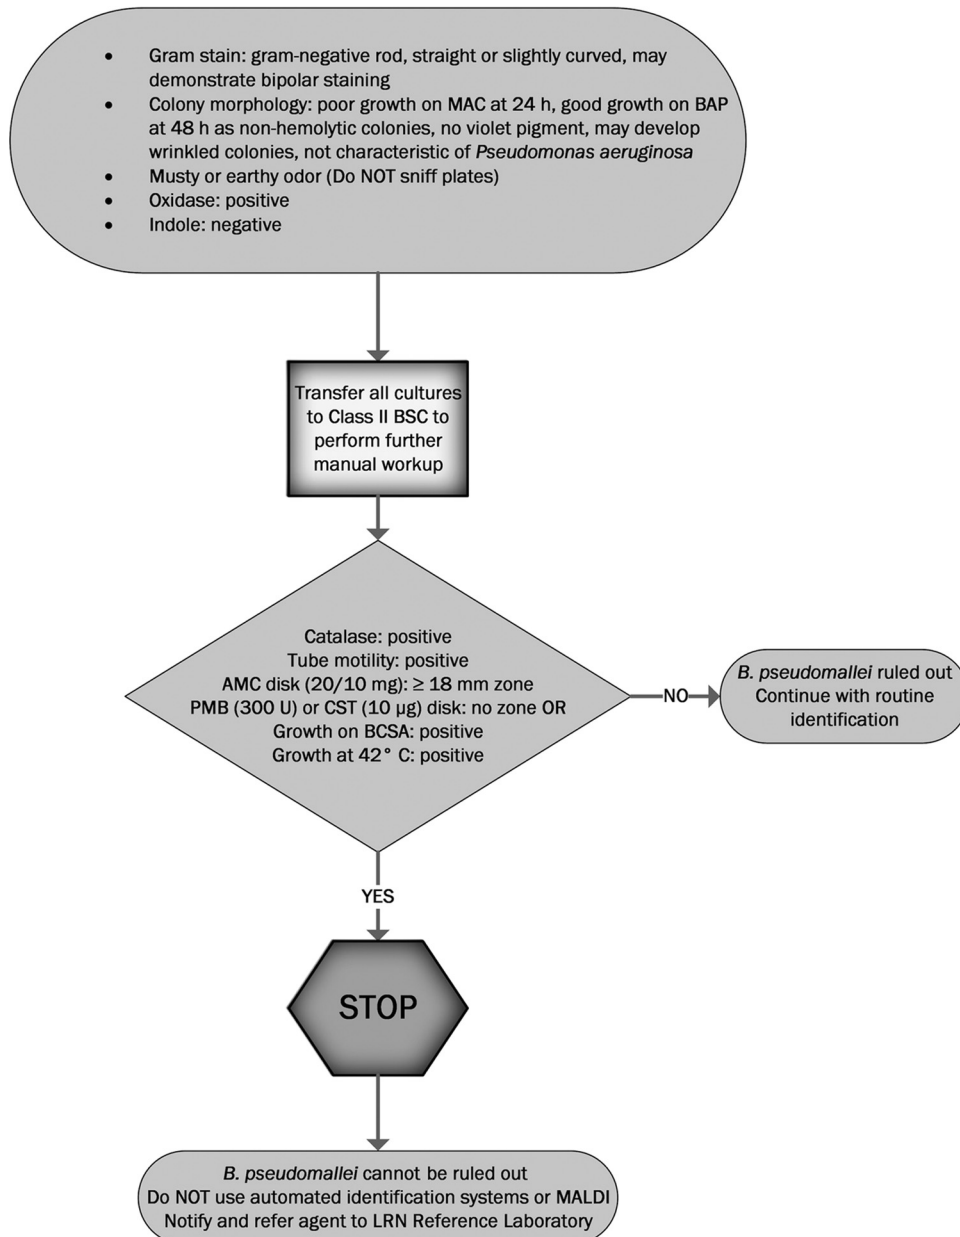 • Gram stain: gram-negative rod, straight or slightly curved, may
demonstrate bipolar staining
• Colony morphology: poor growth on MAC at 24 h, good growth on BAP
at 48 h as non-hemolytic colonies, no violet pigment, may develop
wrinkled colonies, not characteristic of Pseudomonas aeruginosa
• Musty or earthy odor (Do NOT sniff plates)
• Oxidase: positive
• Indole: negative
Transfer all cultures
to Class II BSC to
perform further
manual workup
Catalase: positive
Tube motility: positive
AMC disk (20/10 mg): ≥ 18 mm zone
PMB (300 U) or CST (10 µg) disk: no zone OR
Growth on BCSA: positive
Growth at 42° C: positive
NO
B. pseudomallei ruled out
Continue with routine
identification
YES
STOP
B. pseudomallei cannot be ruled out
Do NOT use automated identification systems or MALDI
Notify and refer agent to LRN Reference Laboratory